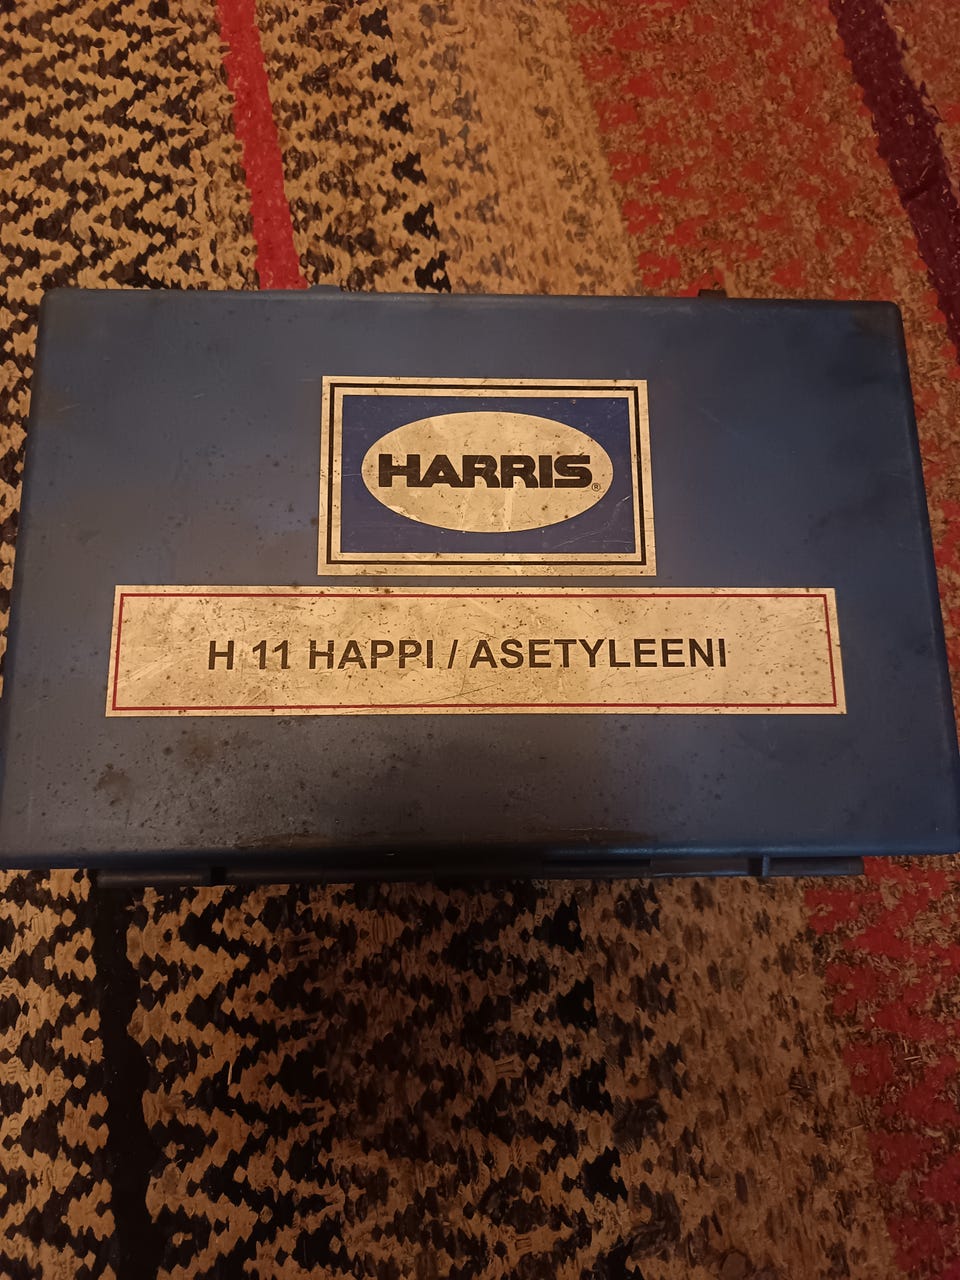 HARRIS®
H 11 HAPPI / ASETYLEENI